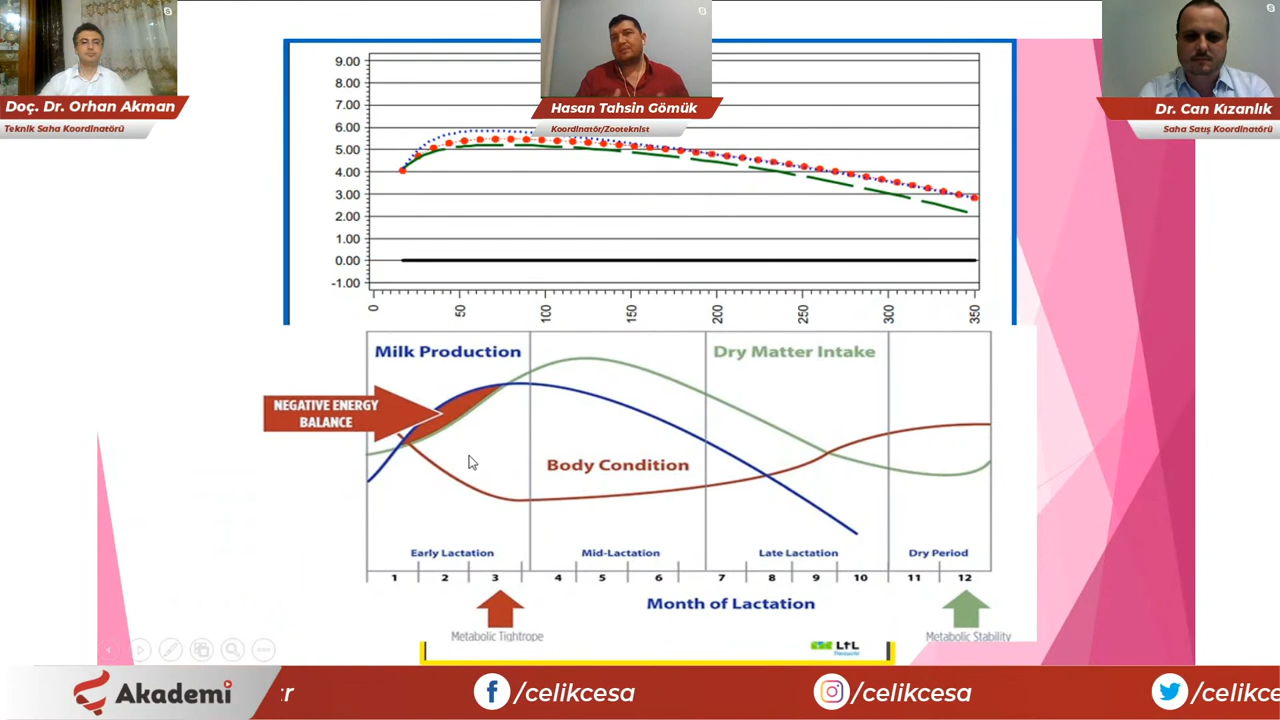 Doç. Dr. Orhan Akman
Teknik Saha Koordinatörü
Hasan Tahsin Gömük
Koordinatör/Zooteknist
Dr. Can Kızanlık
Saha Satış Koordinatörü
9.00
8.00
7.00
6.00
5.00
4.00
3.00
2.00
1.00
0.00
-1.00
0 50 100 150 200 250 300 350
Milk Production
Dry Matter Intake
NEGATIVE ENERGY
BALANCE
Body Condition
Early Lactation Mid-Lactation Late Lactation Dry Period
1 2 3 4 5 6 7 8 9 10 11 12
Month of Lactation
Metabolic Tightrope
Metabolic Stability
L+L
Akademi
/celikcesa
/celikcesa
/celikce